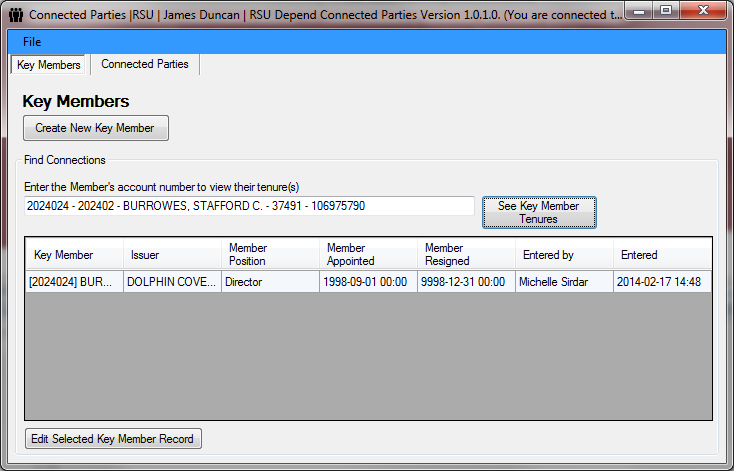 Connected Parties |RSU | James Duncan | RSU Depend Connected Parties Version 1.0.1.0. (You are connected t...
File
Key Members
Connected Parties
Key Members
Create New Key Member
Find Connections
Enter the Member's account number to view their tenure(s)
2024024 - 202402 - BURROWES, STAFFORD C. - 37491 - 106975790
See Key Member
Tenures
Key Member Issuer Member Position Member Appointed Member Resigned Entered by Entered
[2024024] BUR... DOLPHIN COVE... Director 1998-09-01 00:00 9998-12-31 00:00 Michelle Sirdar 2014-02-17 14:48
Edit Selected Key Member Record